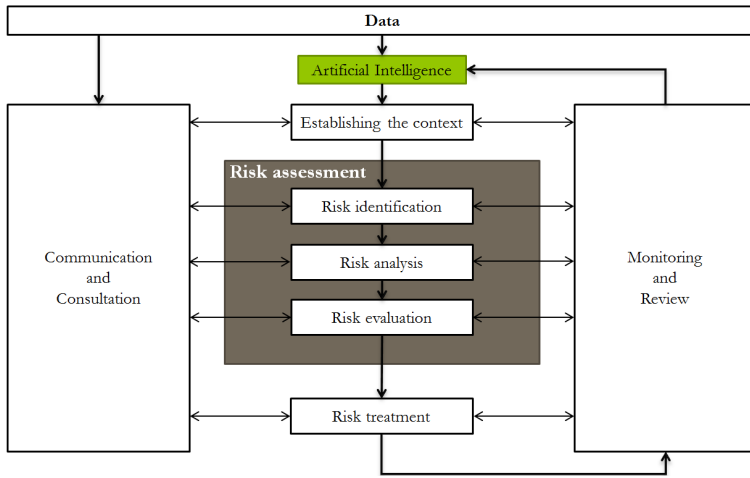 Data
Artificial Intelligence
Establishing the context
Risk assessment
Risk identification
Communication
and
Consultation
Risk analysis
Monitoring
and
Review
Risk evaluation
Risk treatment